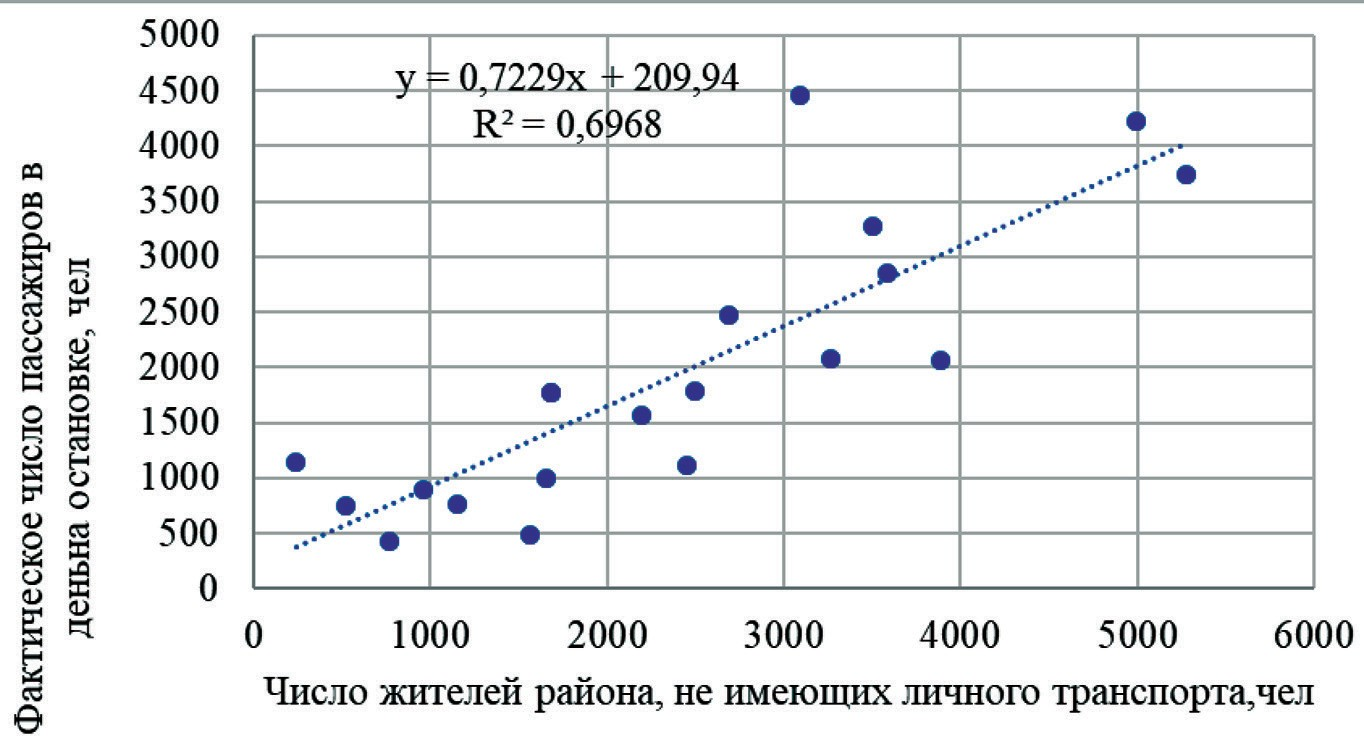 Фактическое число пассажиров в
деньна остановке, чел
5000
4500
4000
3500
3000
2500
2000
1500
1000
500
0
y = 0,7229x + 209,94
R² = 0,6968
0 1000 2000 3000 4000 5000 6000
Число жителей района, не имеющих личного транспорта,чел